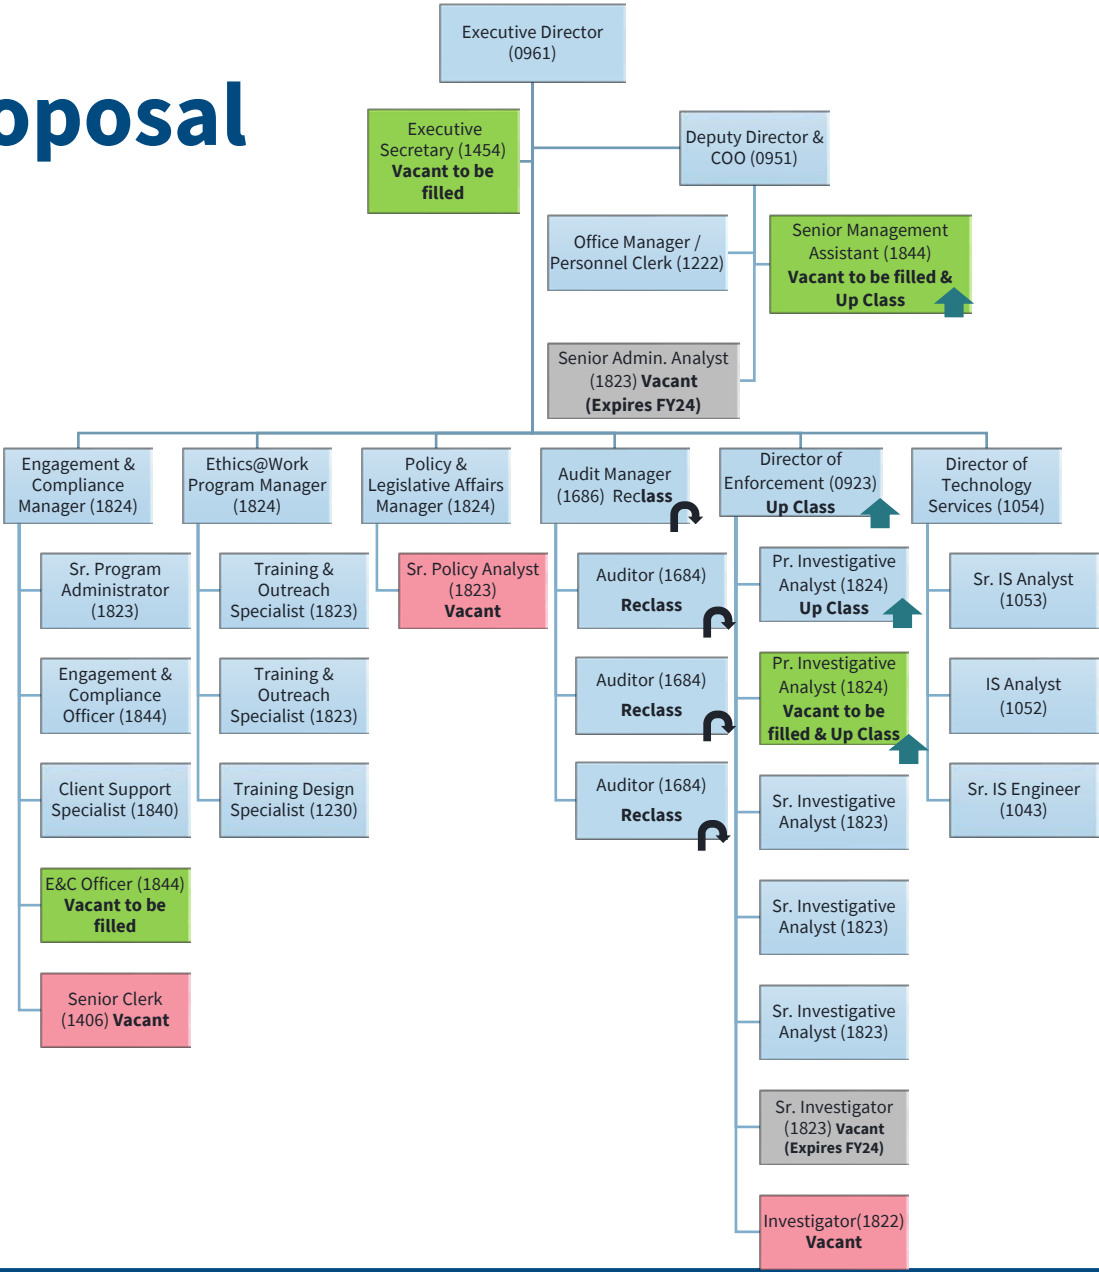 oposal
Executive Director
(0961)
Executive
Secretary (1454)
Vacant to be
filled
Deputy Director &
COO (0951)
Office Manager /
Personnel Clerk (1222)
Senior Management
Assistant (1844)
Vacant to be filled &
Up Class
Senior Admin. Analyst
(1823) Vacant
(Expires FY24)
Engagement &
Compliance
Manager (1824)
Sr. Program
Administrator
(1823)
Engagement &
Compliance
Officer (1844)
Client Support
Specialist (1840)
E&C Officer (1844)
Vacant to be
filled
Senior Clerk
(1406) Vacant
Ethics@Work
Program Manager
(1824)
Training &
Outreach
Specialist (1823)
Training &
Outreach
Specialist (1823)
Training Design
Specialist (1230)
Policy &
Legislative Affairs
Manager (1824)
Sr. Policy Analyst
(1823)
Vacant
Audit Manager
(1686) Reclass
Auditor (1684)
Reclass
Auditor (1684)
Reclass
Auditor (1684)
Reclass
Director of
Enforcement (0923)
Up Class
Pr. Investigative
Analyst (1824)
Up Class
Pr. Investigative
Analyst (1824)
Vacant to be
filled & Up Class
Sr. Investigative
Analyst (1823)
Sr. Investigative
Analyst (1823)
Sr. Investigative
Analyst (1823)
Sr. Investigator
(1823) Vacant
(Expires FY24)
Investigator(1822)
Vacant
Director of
Technology
Services (1054)
Sr. IS Analyst
(1053)
IS Analyst
(1052)
Sr. IS Engineer
(1043)